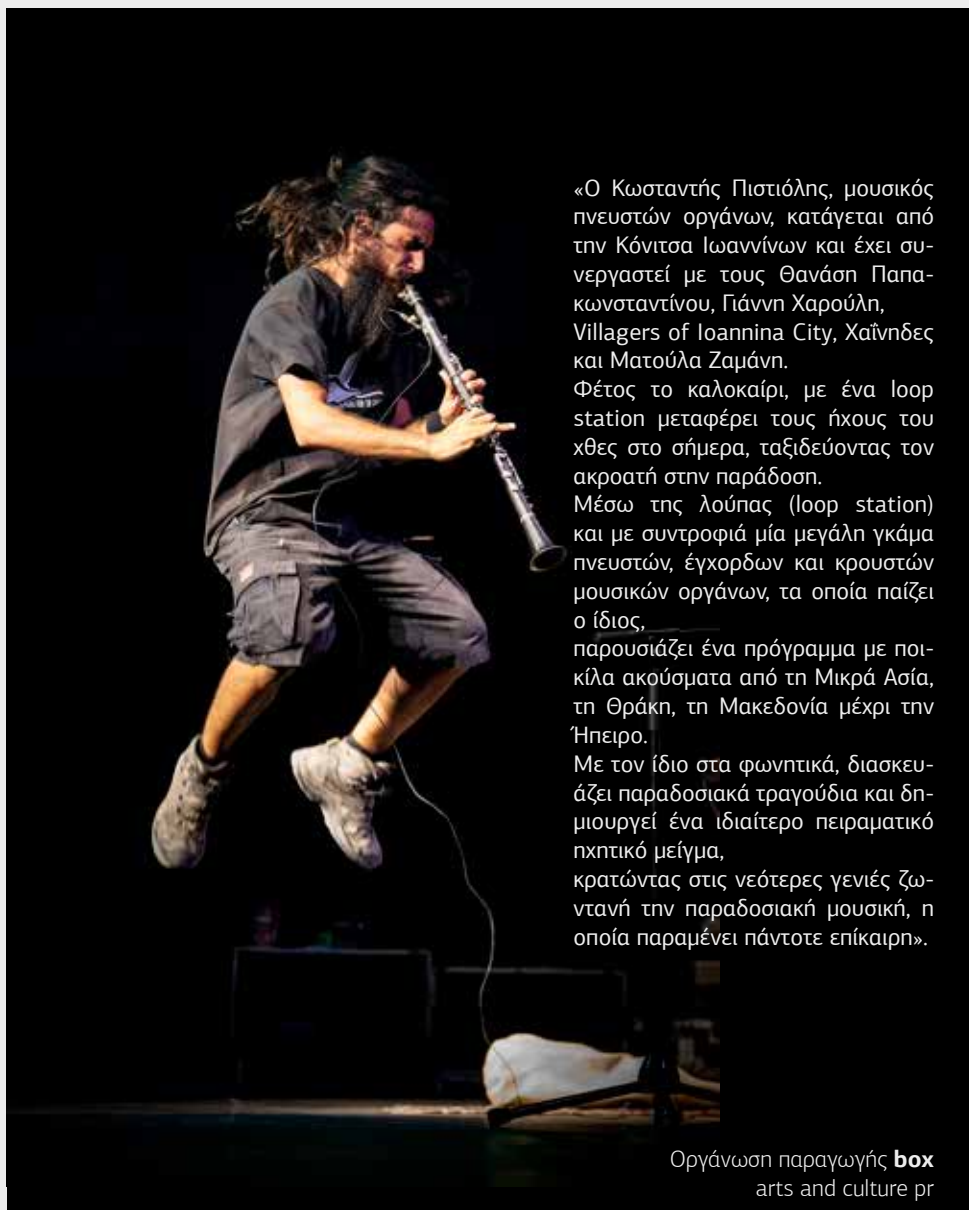 «Ο Κωσταντής Πιστιόλης, μουσικός
πνευστών οργάνων, κατάγεται από
την Κόνιτσα Ιωαννίνων και έχει συ-
νεργαστεί με τους Θανάση Παπα-
κωνσταντίνου, Γιάννη Χαρούλη,
Villagers of Ioannina City, Χαΐνηδες
και Ματούλα Ζαμάνη.
Φέτος το καλοκαίρι, με ένα loop
station μεταφέρει τους ήχους του
χθες στο σήμερα, ταξιδεύοντας τον
ακροατή στην παράδοση.
Μέσω της λούπας (loop station)
και με συντροφιά μία μεγάλη γκάμα
πνευστών, έγχορδων και κρουστών
μουσικών οργάνων, τα οποία παίζει
ο ίδιος,
παρουσιάζει ένα πρόγραμμα με ποι-
κίλα ακούσματα από τη Μικρά Ασία,
τη Θράκη, τη Μακεδονία μέχρι την
Ήπειρο.
Με τον ίδιο στα φωνητικά, διασκευ-
άζει παραδοσιακά τραγούδια και δη-
μιουργεί ένα ιδιαίτερο πειραματικό
ηχητικό μείγμα,
κρατώντας στις νεότερες γενιές ζω-
ντανή την παραδοσιακή μουσική, η
οποία παραμένει πάντοτε επίκαιρη».
Οργάνωση παραγωγής box
arts and culture pr